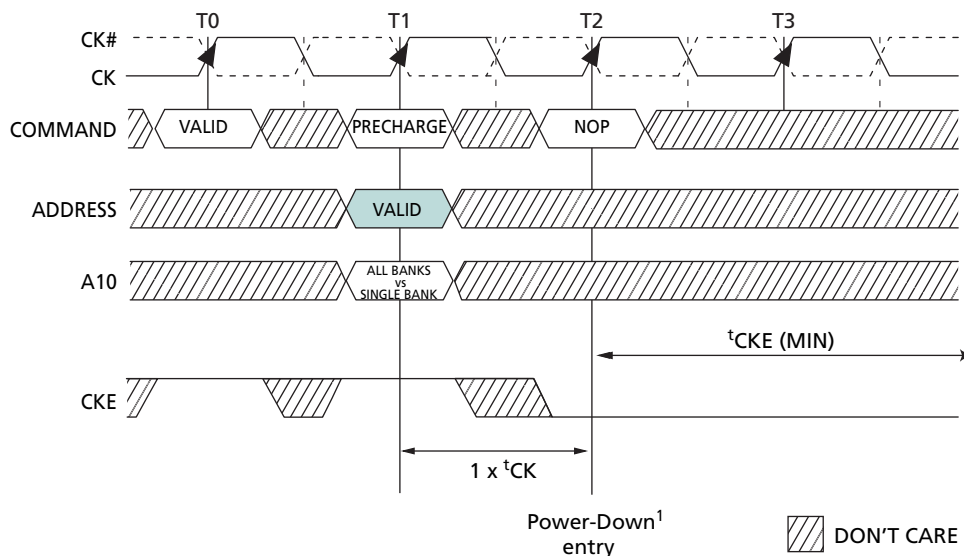 T0 T1 T2 T3
CK#
CK
COMMAND VALID PRECHARGE NOP
ADDRESS VALID
A10 ALL BANKS
vs
SINGLE BANK
tCKE (MIN)
CKE
1 x tCK
Power-Down1
entry
DON'T CARE